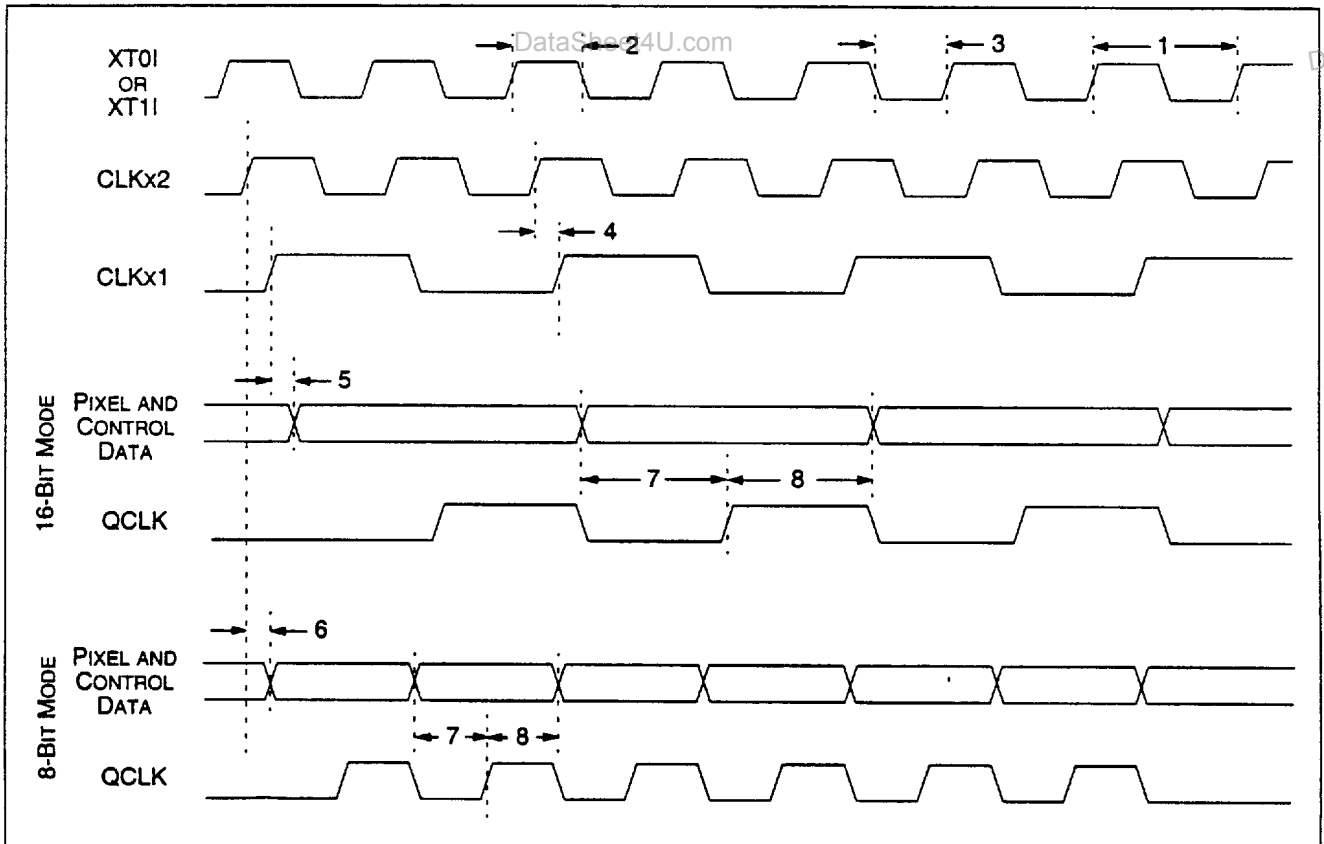 DataSheet4U.com
XT0I
OR
XT1I
2
3
1
D
CLKx2
4
CLKx1
5
16-BIT MODE
PIXEL AND
CONTROL
DATA
7
8
QCLK
6
8-BIT MODE
PIXEL AND
CONTROL
DATA
7
8
QCLK